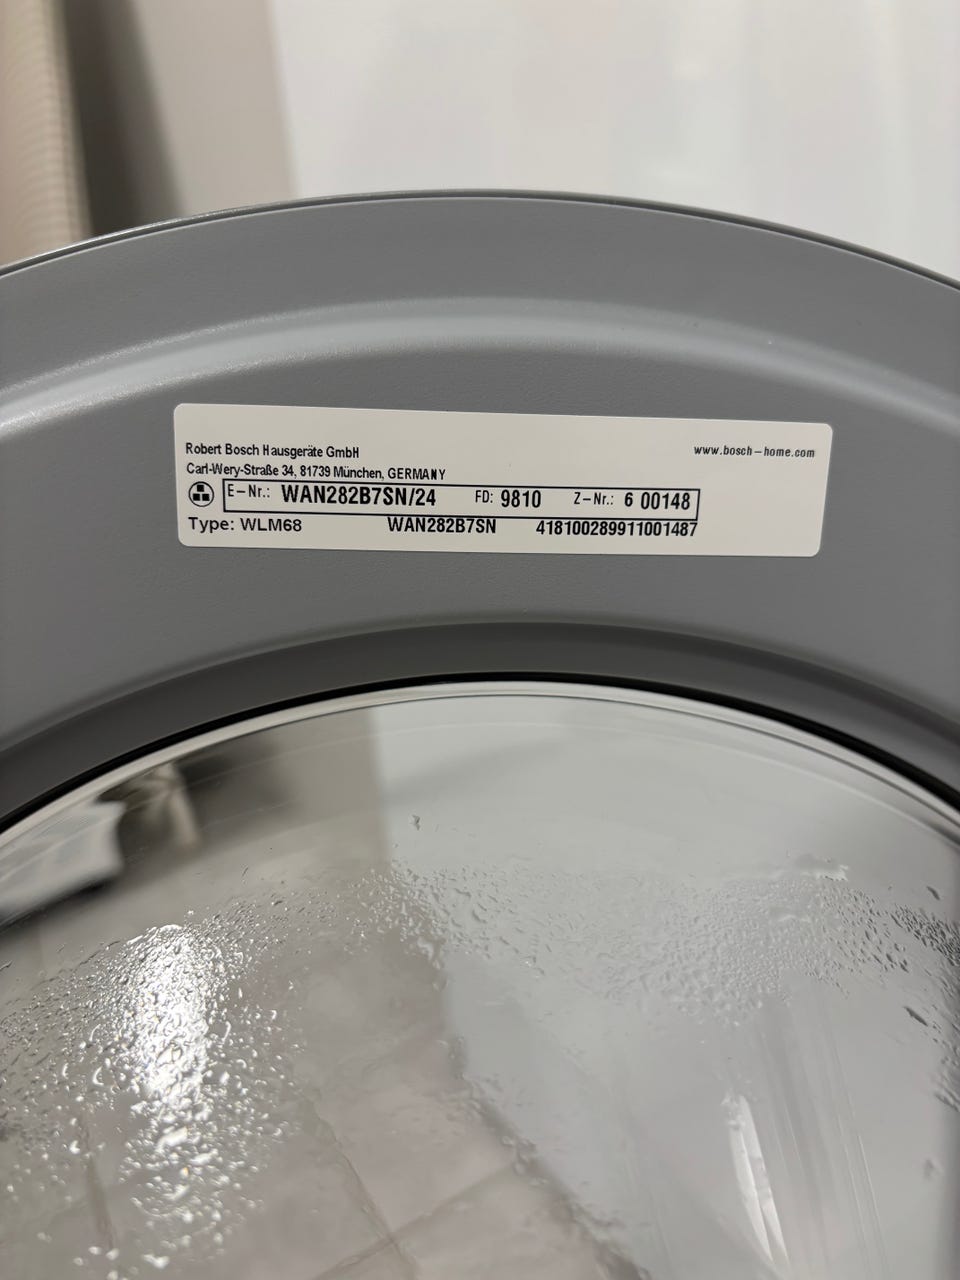 Robert Bosch Hausgeräte GmbH
www.bosch-home.com
Carl-Wery-Straße 34, 81739 München, GERMANY
E-Nr.: WAN282B7SN/24 FD: 9810 Z-Nr.: 6 00148
Type: WLM68 WAN282B7SN 418100289911001487